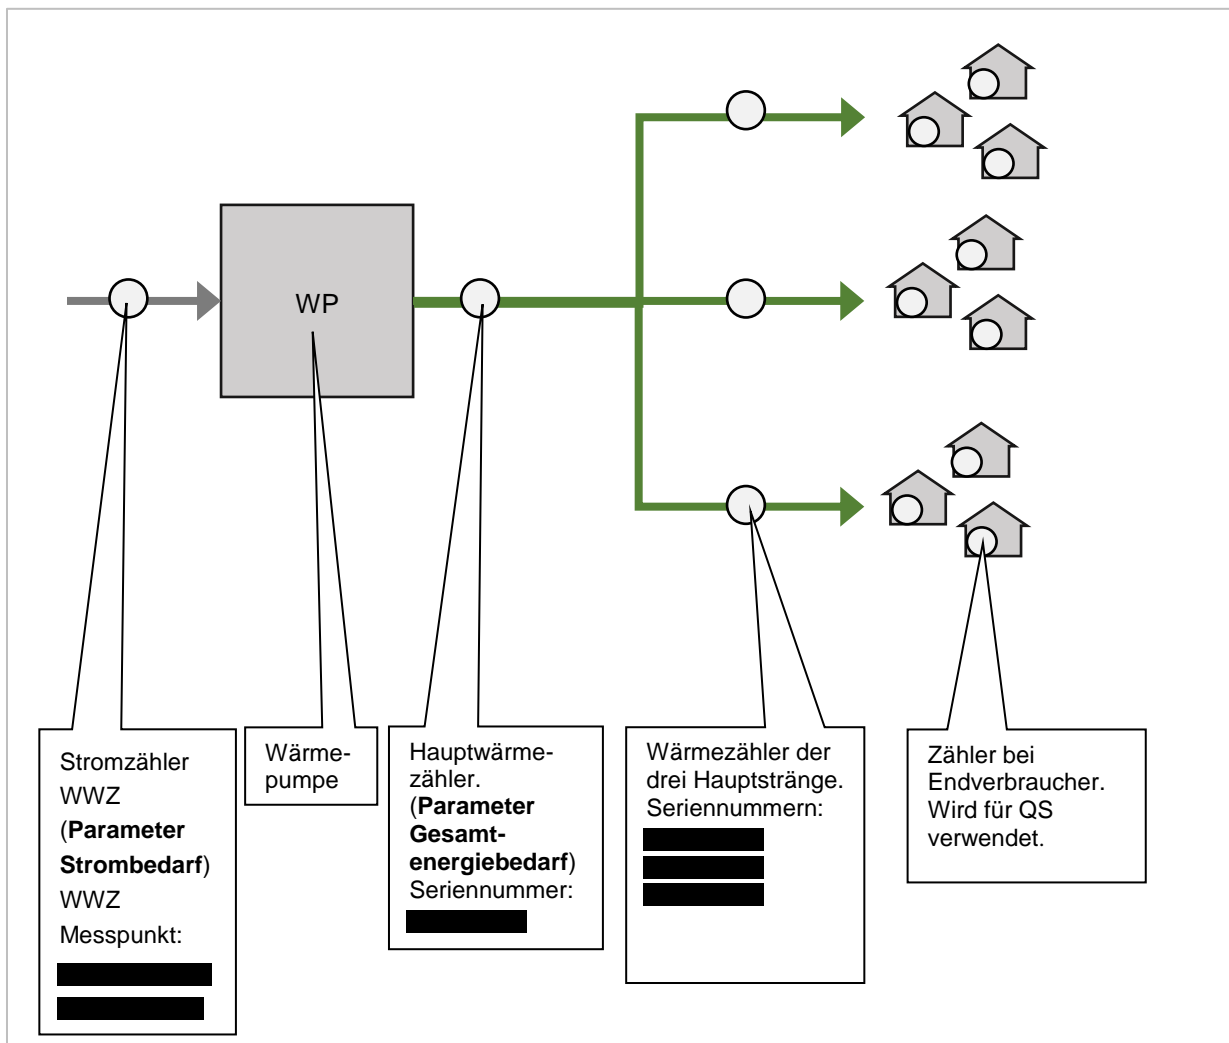 WP
Stromzähler
WWZ
(Parameter
Strombedarf)
WWZ
Messpunkt:
Wärme-
pumpe
Hauptwärme-
zähler.
(Parameter
Gesamt-
energiebedarf)
Seriennummer:
Wärmezähler der
drei Hauptstränge.
Seriennummern:
Zähler bei
Endverbraucher.
Wird für QS
verwendet.